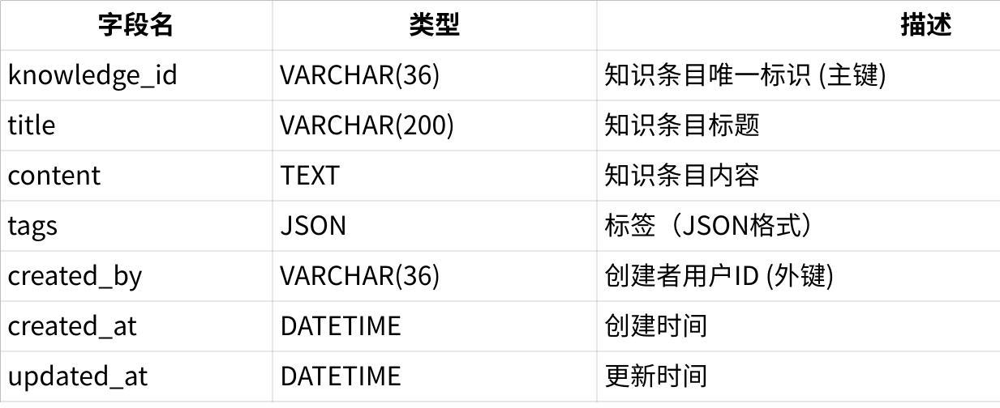 字段名 类型 描述
knowledge_id VARCHAR(36) 知识条目唯一标识 (主键)
title VARCHAR(200) 知识条目标题
content TEXT 知识条目内容
tags JSON 标签（JSON格式）
created_by VARCHAR(36) 创建者用户ID (外键)
created_at DATETIME 创建时间
updated_at DATETIME 更新时间